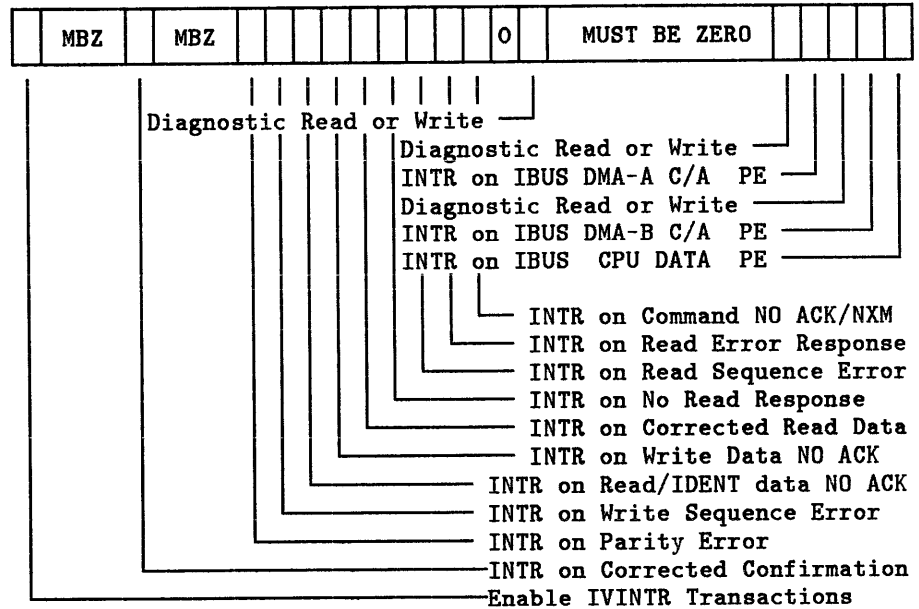 MBZ MBZ 0 MUST BE ZERO
Diagnostic Read or Write
Diagnostic Read or Write
INTR on IBUS DMA-A C/A PE
Diagnostic Read or Write
INTR on IBUS DMA-B C/A PE
INTR on IBUS CPU DATA PE
INTR on Command NO ACK/NXM
INTR on Read Error Response
INTR on Read Sequence Error
INTR on No Read Response
INTR on Corrected Read Data
INTR on Write Data NO ACK
INTR on Read/IDENT data NO ACK
INTR on Write Sequence Error
INTR on Parity Error
INTR on Corrected Confirmation
Enable IVINTR Transactions